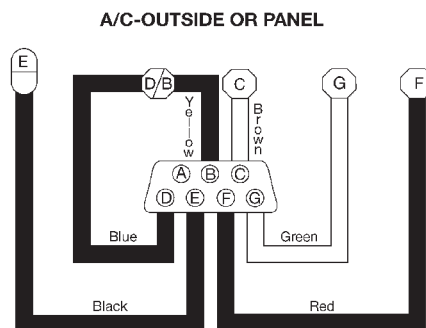 A/C-OUTSIDE OR PANEL
E
D/B
C
G
F
Yellow
Brown
A
B
C
D
E
F
G
Blue
Green
Black
Red